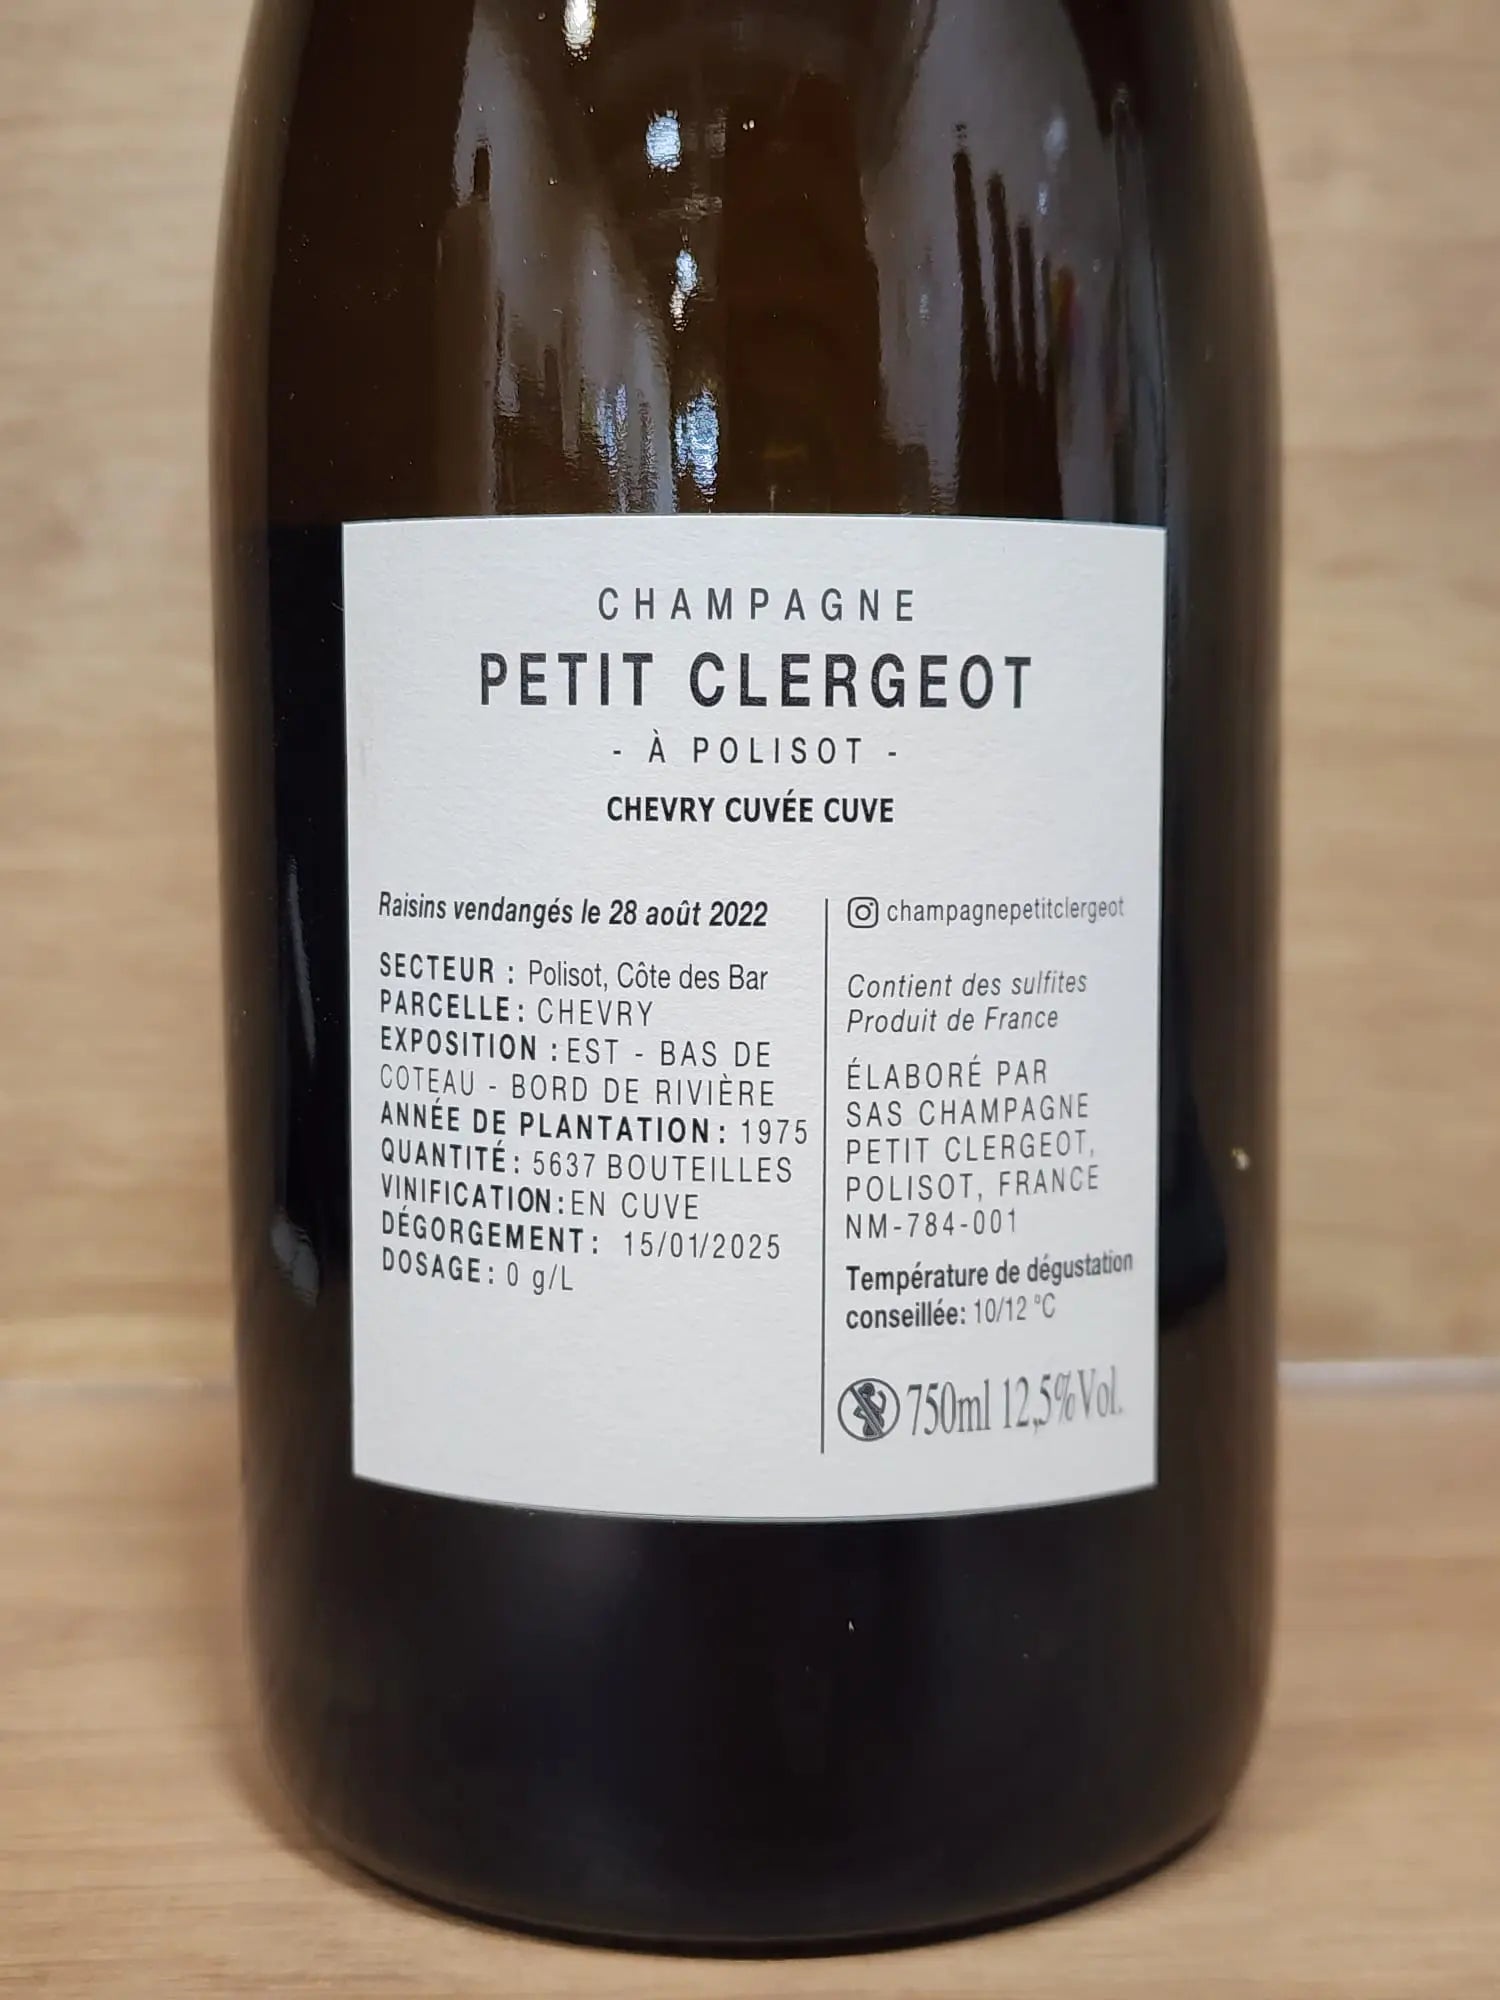 CHAMPAGNE
PETIT CLERGEOT
- À POLISOT -
CHEVRY CUVÉE CUVE
Raisins vendangés le 28 août 2022
SECTEUR : Polisot, Côte des Bar
PARCELLE: CHEVRY
EXPOSITION : EST - BAS DE
COTEAU - BORD DE RIVIÈRE
ANNÉE DE PLANTATION: 1975
QUANTITÉ: 5637 BOUTEILLES
VINIFICATION: EN CUVE
DÉGORGEMENT: 15/01/2025
DOSAGE: 0 g/L
champagnepetitclergeot
Contient des sulfites
Produit de France
ÉLABORÉ PAR
SAS CHAMPAGNE
PETIT CLERGEOT,
POLISOT, FRANCE
NM-784-001
Température de dégustation
conseillée: 10/12 °C
750ml 12,5%Vol.